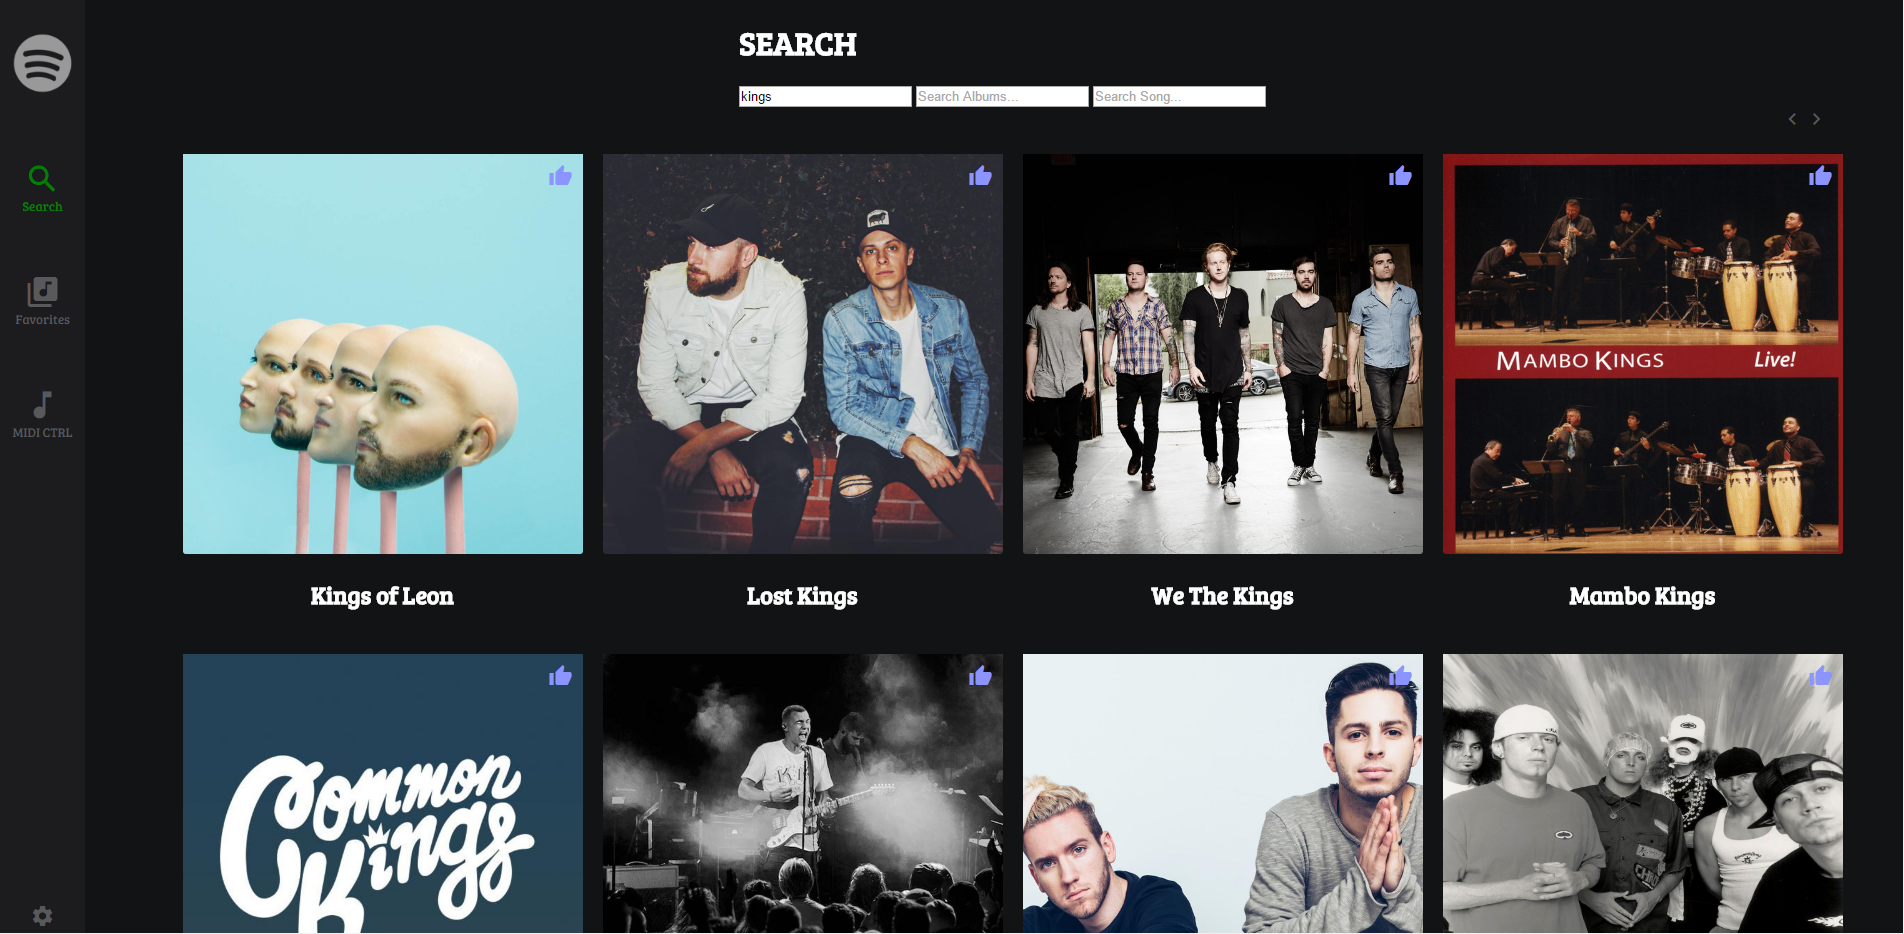 SEARCH
kings Search Albums... Search Song...
Search
Favorites
MIDI CTRL
MAMBO KINGS Live!
Kings of Leon Lost Kings We The Kings Mambo Kings
Common
Kings